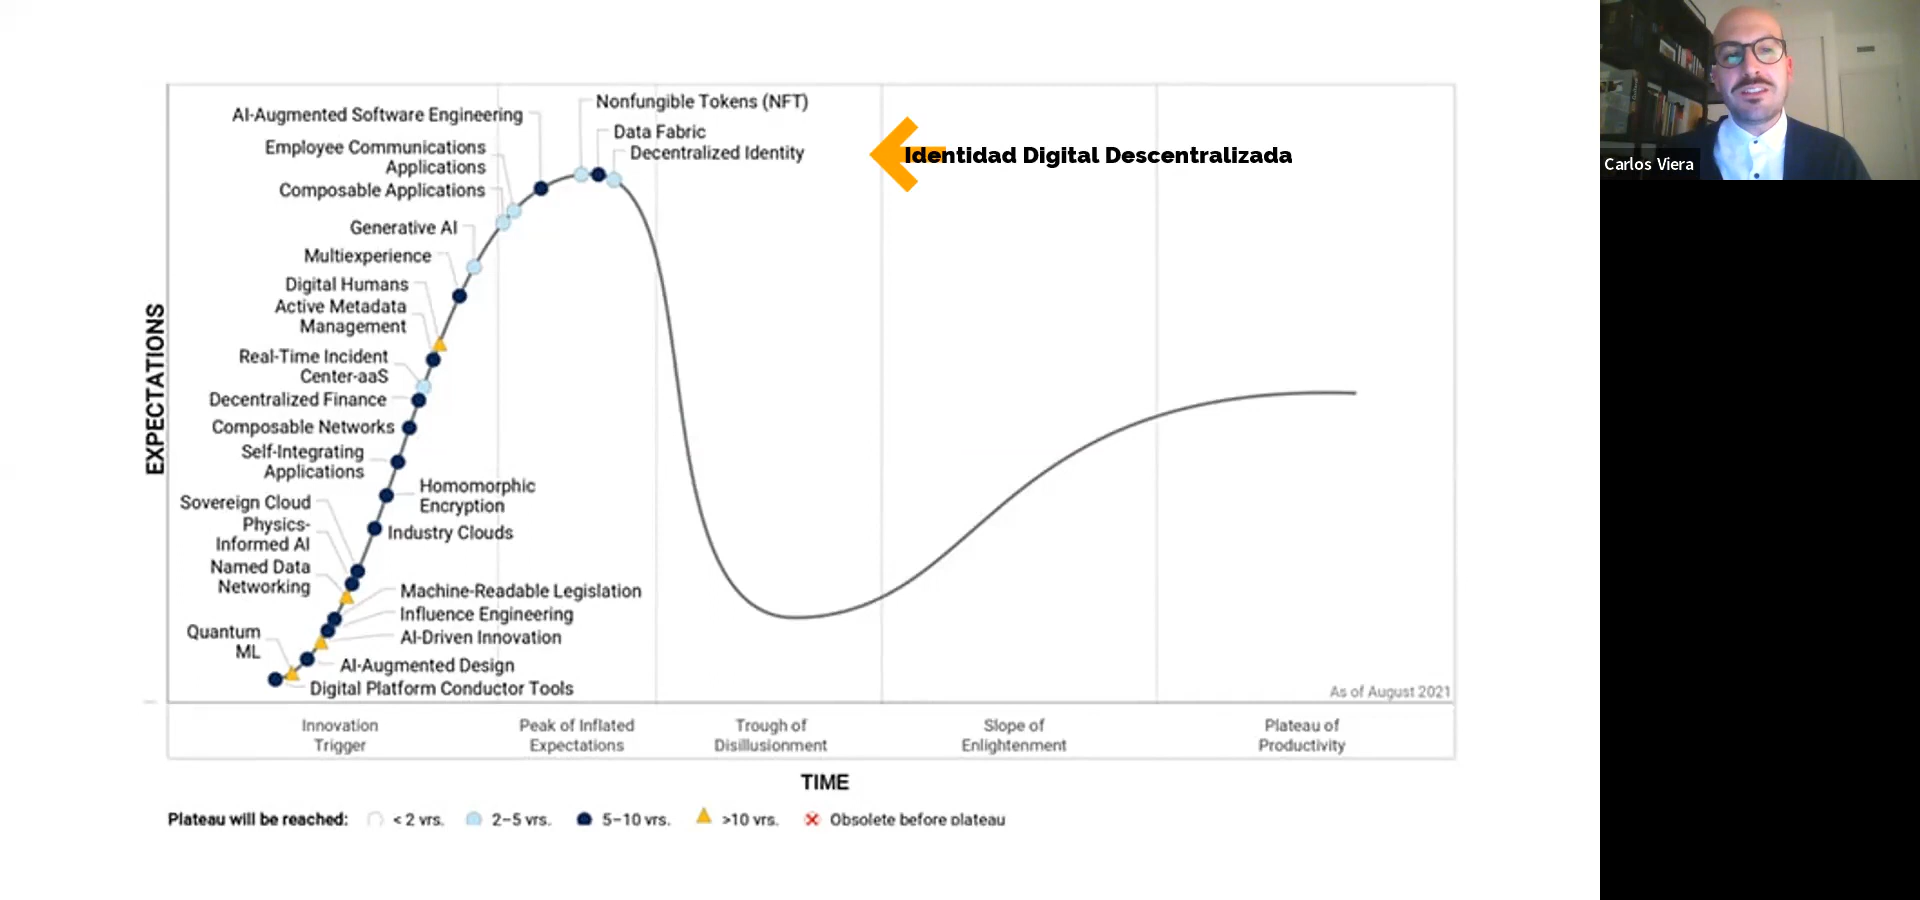 Nonfungible Tokens (NFT)
AI-Augmented Software Engineering
Data Fabric
Employee Communications
Applications
Decentralized Identity
Identidad Digital Descentralizada
Carlos Viera
Composable Applications
Generative AI
Multiexperience
Digital Humans
Active Metadata
Management
Real-Time Incident
Center-aaS
Decentralized Finance
Composable Networks
Self-Integrating
Applications
Homomorphic
Encryption
Sovereign Cloud
Physics-
Informed AI
Industry Clouds
Named Data
Networking
Machine-Readable Legislation
Influence Engineering
AI-Driven Innovation
Quantum
ML
AI-Augmented Design
Digital Platform Conductor Tools
EXPECTATIONS
As of August 2021
Innovation
Trigger
Peak of Inflated
Expectations
Trough of
Disillusionment
Slope of
Enlightenment
Plateau of
Productivity
TIME
Plateau will be reached: < 2 yrs. 2–5 yrs. 5–10 yrs. >10 yrs. Obsolete before plateau